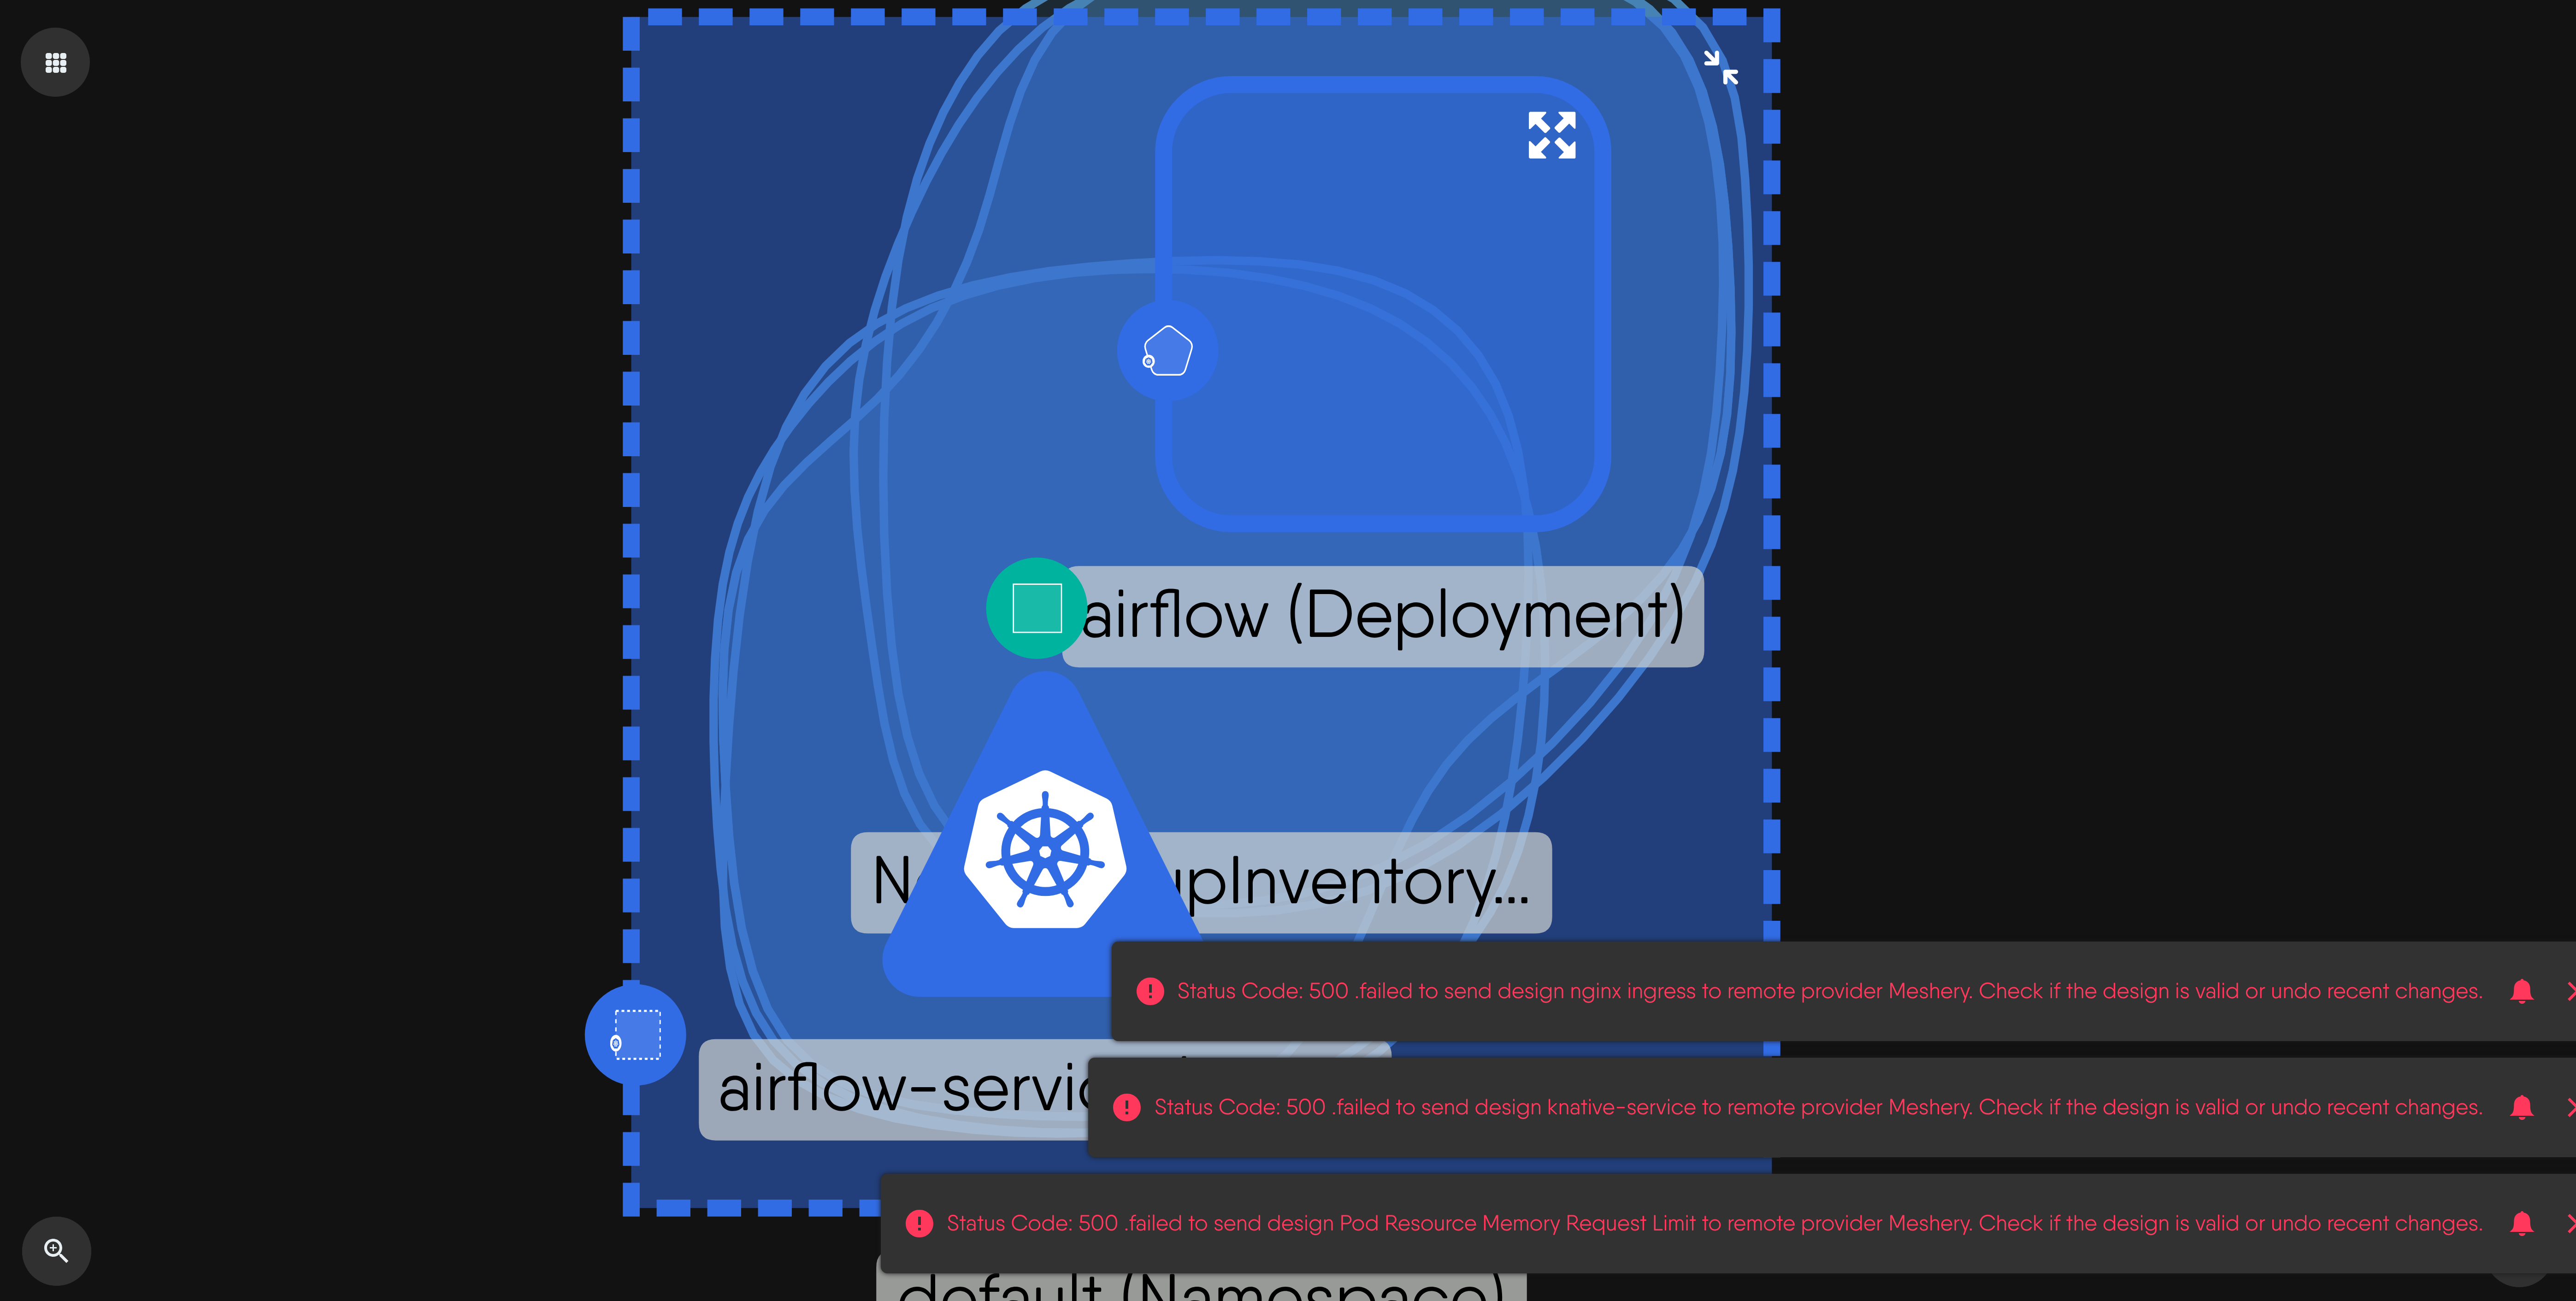 airflow (Deployment)
upInventory...
Status Code: 500 .failed to send design nginx ingress to remote provider Meshery. Check if the design is valid or undo recent changes.
airflow-servic
Status Code: 500 .failed to send design knative-service to remote provider Meshery. Check if the design is valid or undo recent changes.
Status Code: 500 .failed to send design Pod Resource Memory Request Limit to remote provider Meshery. Check if the design is valid or undo recent changes.
default (Namespace)